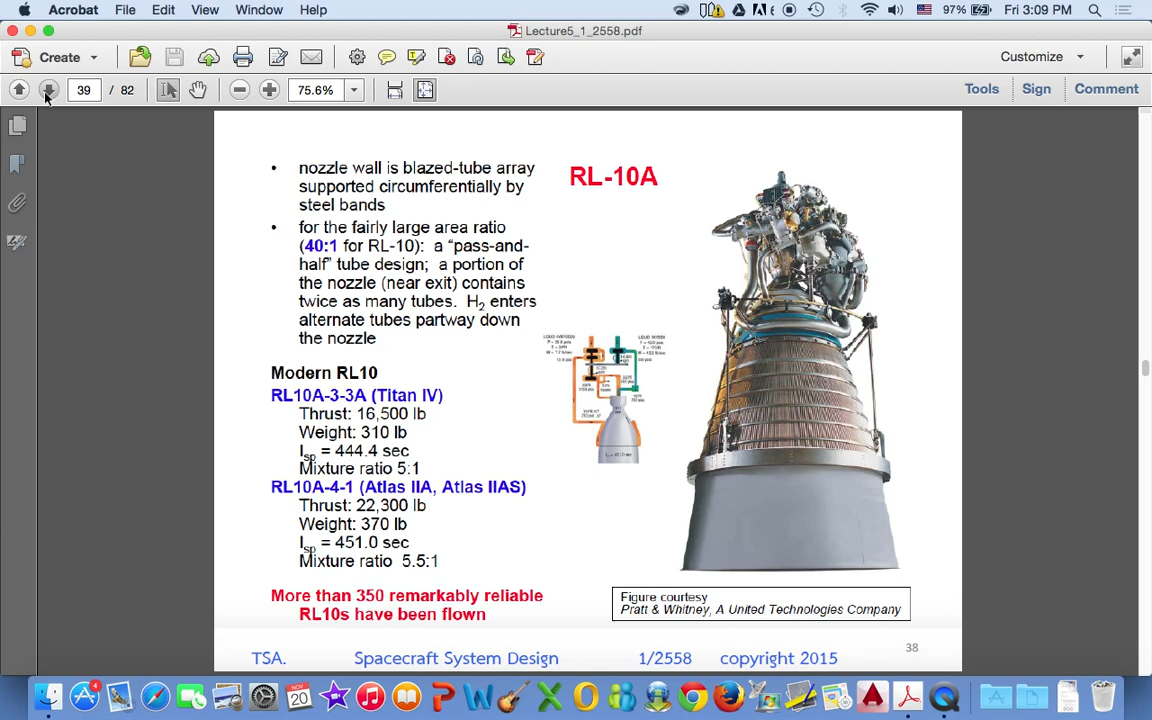 Acrobat File Edit View Window Help 97% Fri 3:09 PM
Lecture5_1_2558.pdf
Create Customize
39 / 82 75.6% Tools Sign Comment
• nozzle wall is blazed-tube array
supported circumferentially by
steel bands
• for the fairly large area ratio
(40:1 for RL-10): a “pass-and-
half” tube design; a portion of
the nozzle (near exit) contains
twice as many tubes. H2 enters
alternate tubes partway down
the nozzle
RL-10A
Modern RL10
RL10A-3-3A (Titan IV)
Thrust: 16,500 lb
Weight: 310 lb
Isp = 444.4 sec
Mixture ratio 5:1
RL10A-4-1 (Atlas IIA, Atlas IIAS)
Thrust: 22,300 lb
Weight: 370 lb
Isp = 451.0 sec
Mixture ratio 5.5:1
More than 350 remarkably reliable
RL10s have been flown
LIQUID HYDROGEN
LIQUID OXYGEN
Figure courtesy
Pratt & Whitney, A United Technologies Company
38
TSA. Spacecraft System Design 1/2558 copyright 2015
NOV
20